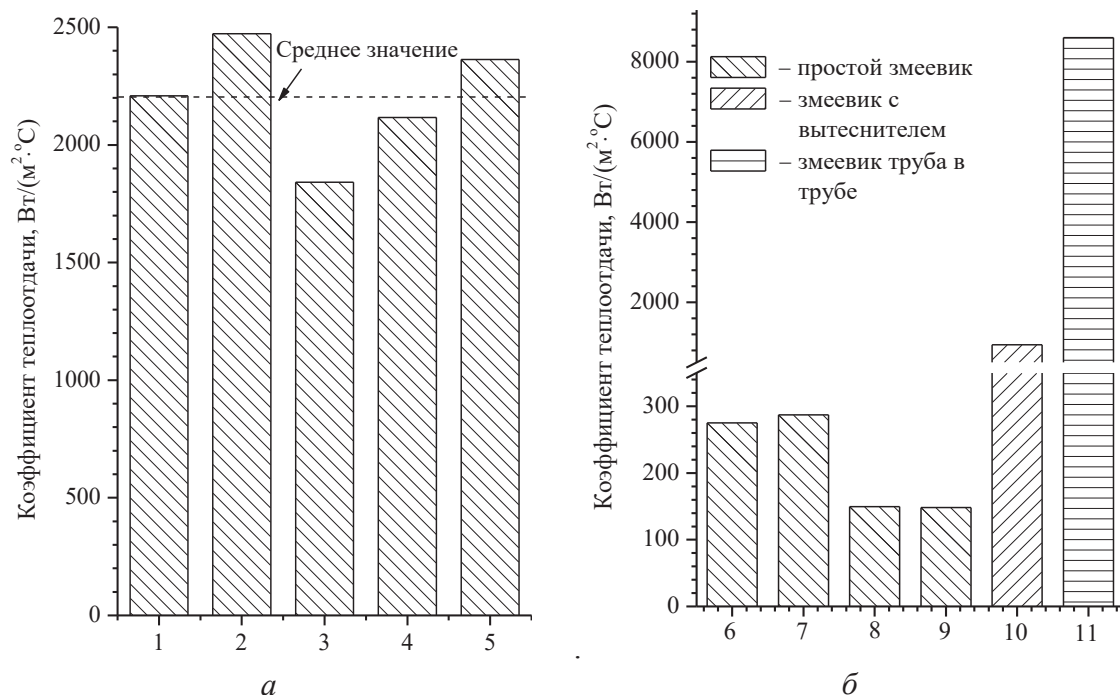 Коэффициент теплоотдачи, Вт/(м²·°С)
2500
2000
1500
1000
500
0
Среднее значение
1 2 3 4 5
а
Коэффициент теплоотдачи, Вт/(м²·°С)
8000
6000
4000
2000
300
200
100
0
– простой змеевик
– змеевик с
вытеснителем
– змеевик труба в
трубе
6 7 8 9 10 11
.
б